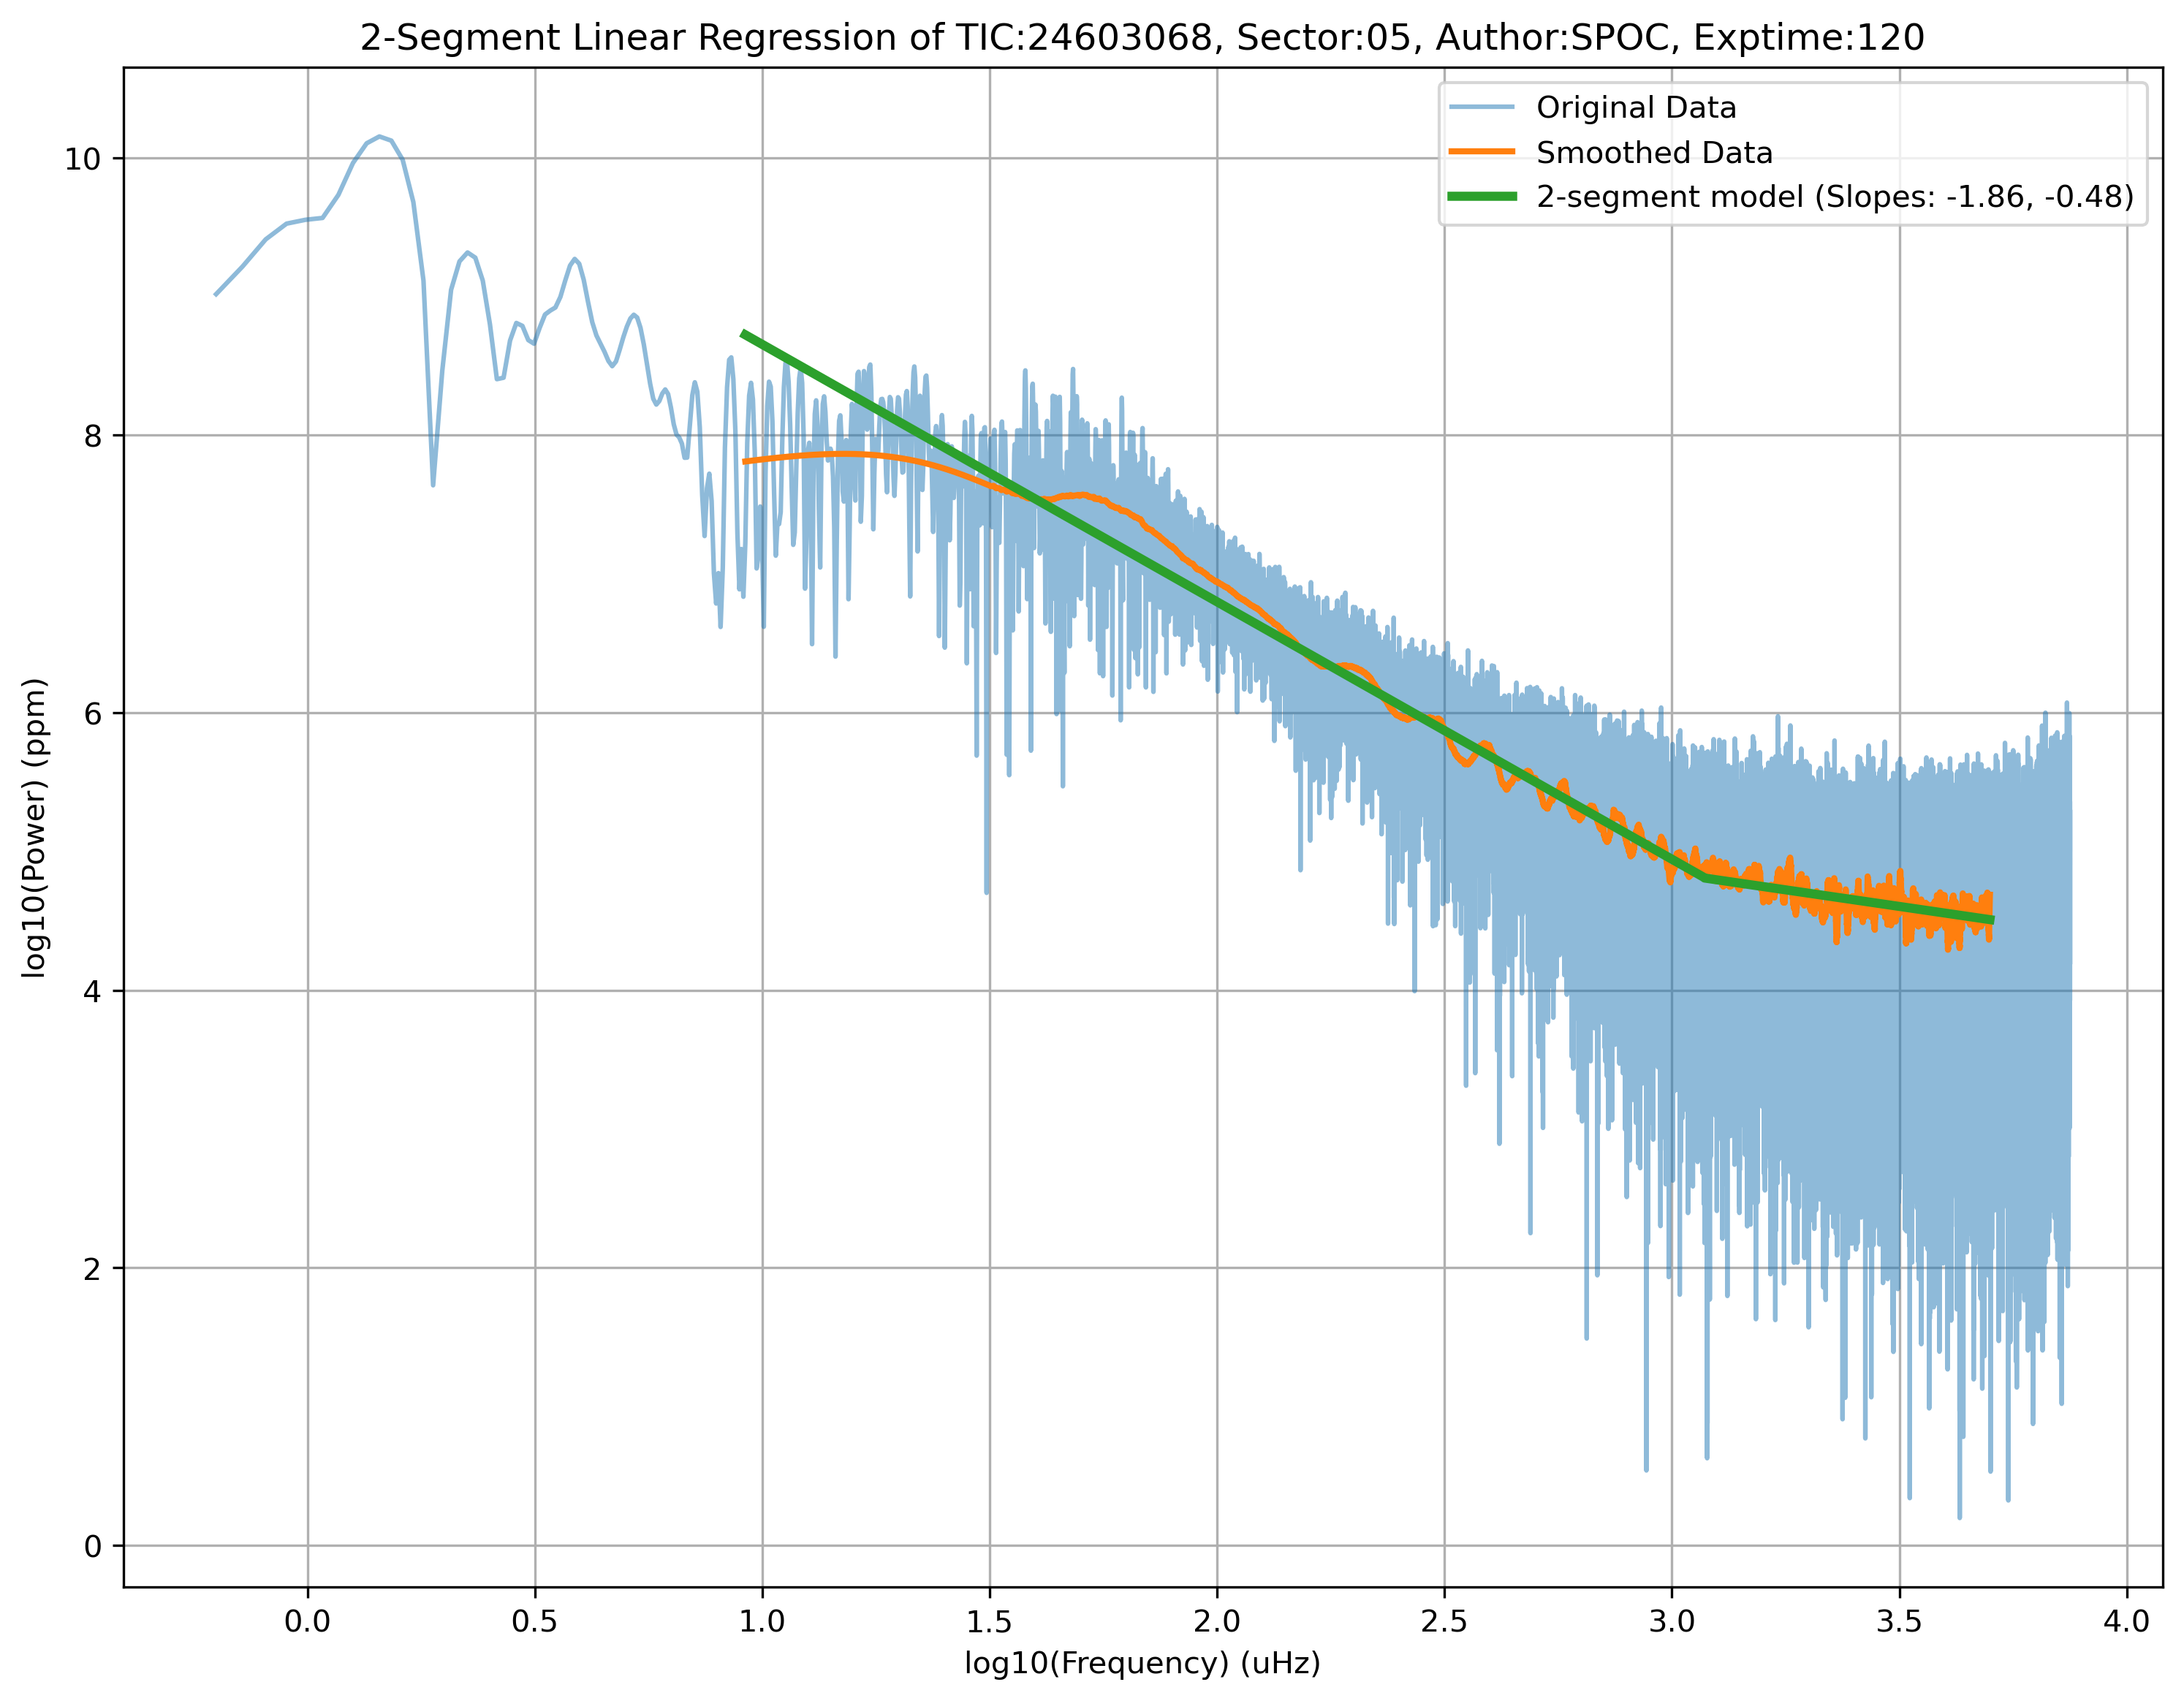 2-Segment Linear Regression of TIC:24603068, Sector:05, Author:SPOC, Exptime:120
Original Data
Smoothed Data
2-segment model (Slopes: -1.86, -0.48)
log10(Power) (ppm)
10
8
6
4
2
0
0.0 0.5 1.0 1.5 2.0 2.5 3.0 3.5 4.0
log10(Frequency) (uHz)